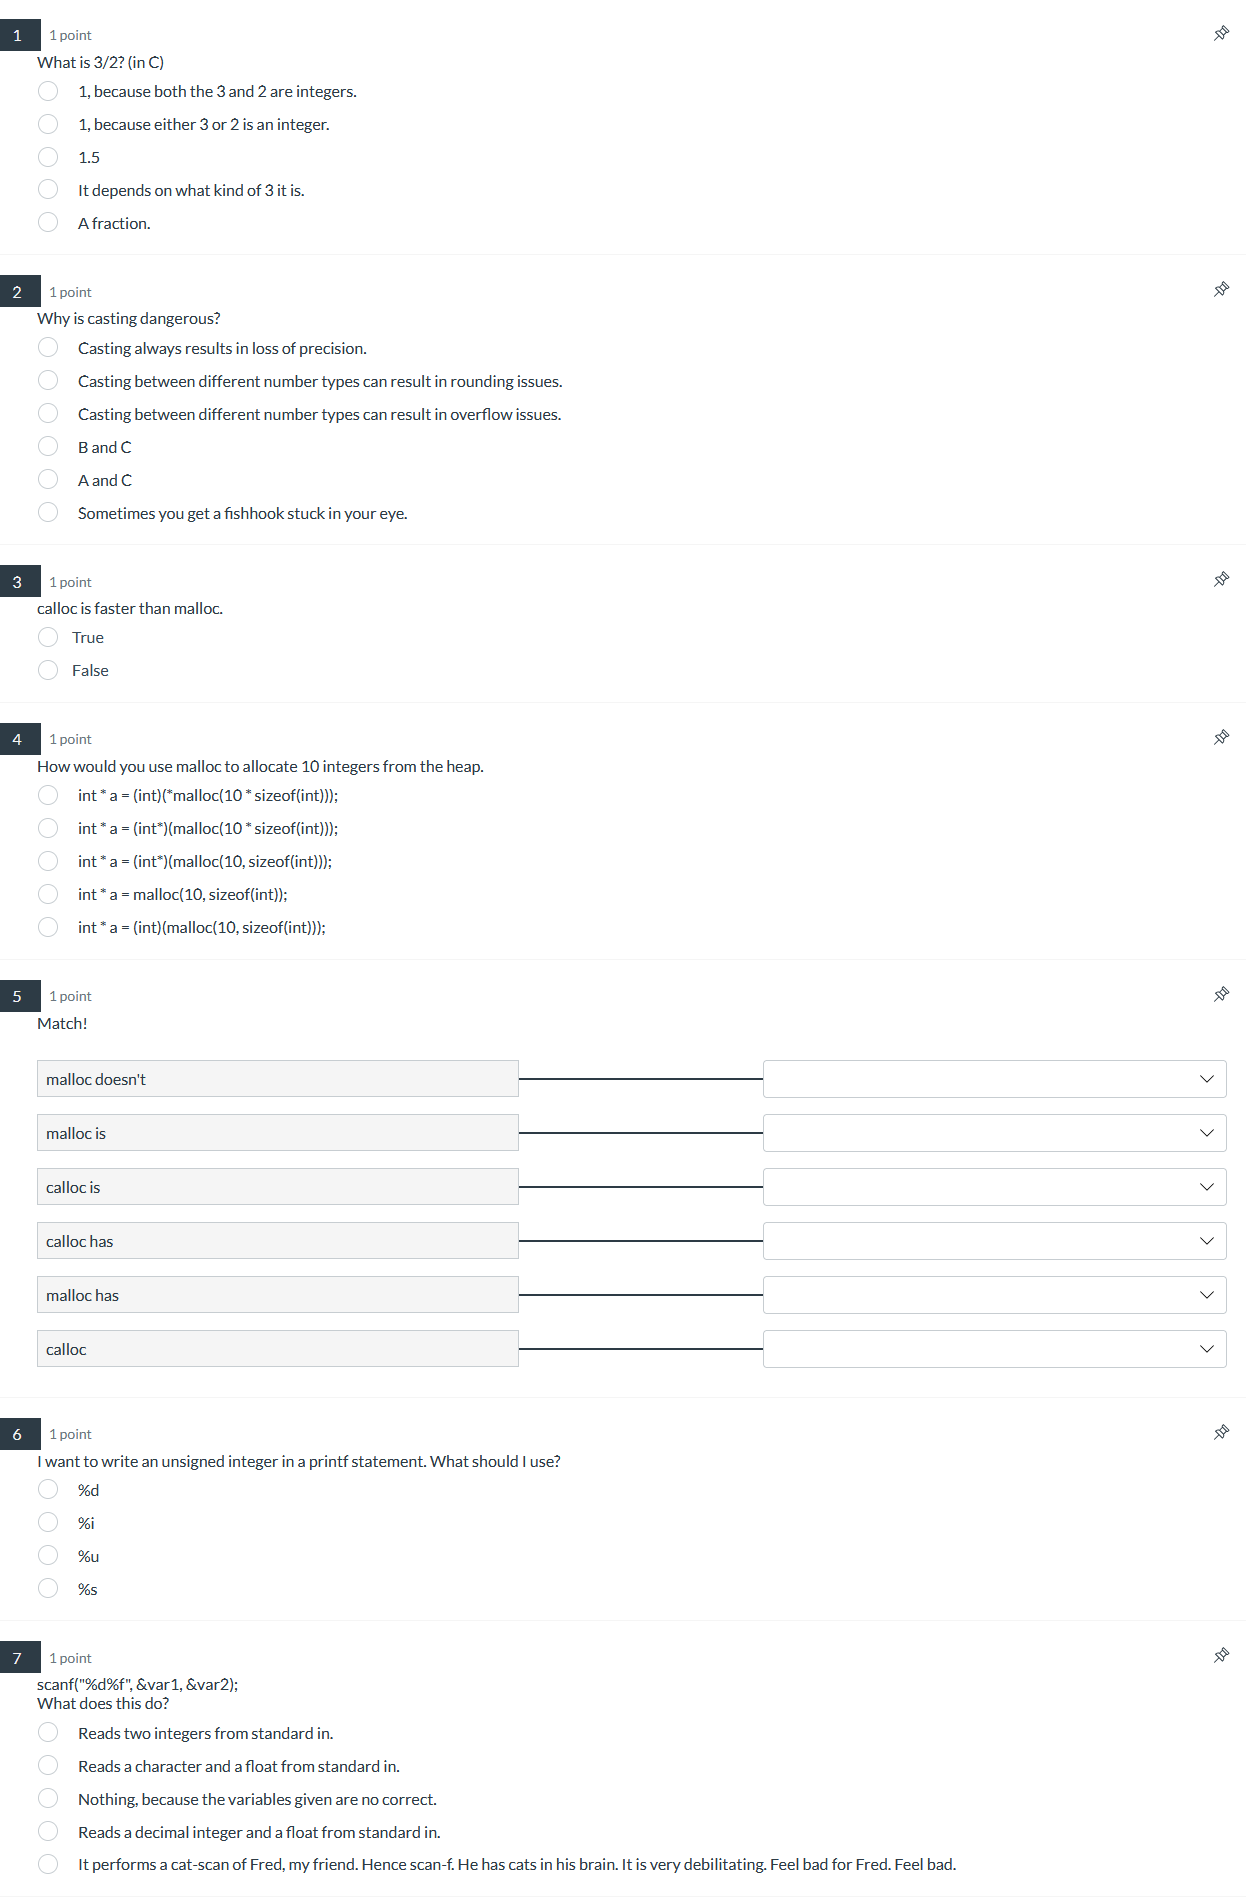 1
1 point
What is 3/2? (in C)
1, because both the 3 and 2 are integers.
1, because either 3 or 2 is an integer.
1.5
It depends on what kind of 3 it is.
A fraction.
2
1 point
Why is casting dangerous?
Casting always results in loss of precision.
Casting between different number types can result in rounding issues.
Casting between different number types can result in overflow issues.
B and C
A and C
Sometimes you get a fishhook stuck in your eye.
3
1 point
calloc is faster than malloc.
True
False
4
1 point
How would you use malloc to allocate 10 integers from the heap.
int * a = (int)(*malloc(10 * sizeof(int)));
int * a = (int*)(malloc(10 * sizeof(int)));
int * a = (int*)(malloc(10, sizeof(int)));
int * a = malloc(10, sizeof(int));
int * a = (int)(malloc(10, sizeof(int)));
5
1 point
Match!
malloc doesn't
malloc is
calloc is
calloc has
malloc has
calloc
6
1 point
I want to write an unsigned integer in a printf statement. What should I use?
%d
%i
%u
%s
7
1 point
scanf("%d%f", &var1, &var2);
What does this do?
Reads two integers from standard in.
Reads a character and a float from standard in.
Nothing, because the variables given are no correct.
Reads a decimal integer and a float from standard in.
It performs a cat-scan of Fred, my friend. Hence scan-f. He has cats in his brain. It is very debilitating. Feel bad for Fred. Feel bad.